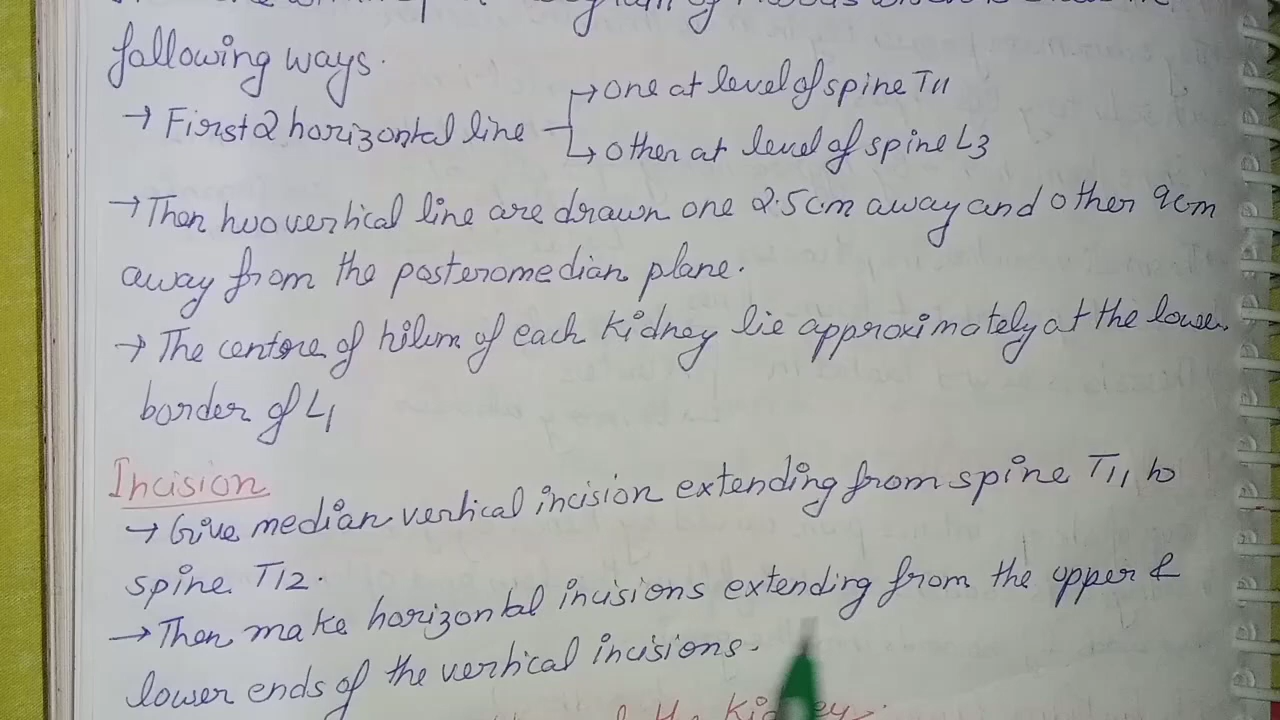 following ways.
→ First 2 horizontal line → One at level of spine T11
→ Other at level of spine L3
→ Then two vertical line are drawn one 2.5cm away and other 9cm
away from the posteromedian plane.
→ The centre of hilum of each kidney lie approximately at the lower
border of L1
Incision
→ Give median vertical incision extending from spine T11 to
spine T12.
→ Then make horizontal incisions extending from the upper &
lower ends of the vertical incisions.
Kidney